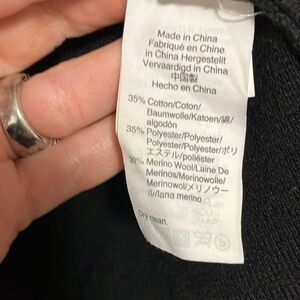 Made in China
Fabriqué en Chine
in China Hergestellt
Vervaardigd in China
中国製
Hecho en China
35% Cotton/Coton/
Baumwolle/Katoen/綿/
algodón
35% Polyester/Polyester/
Polyester/Polyester/ポリ
エステル/poliéster
30% Merino Wool/Laine De
Merinos/Merinowolle/
Merinowol/メリノウー
ル/lana merino
Dry clean.